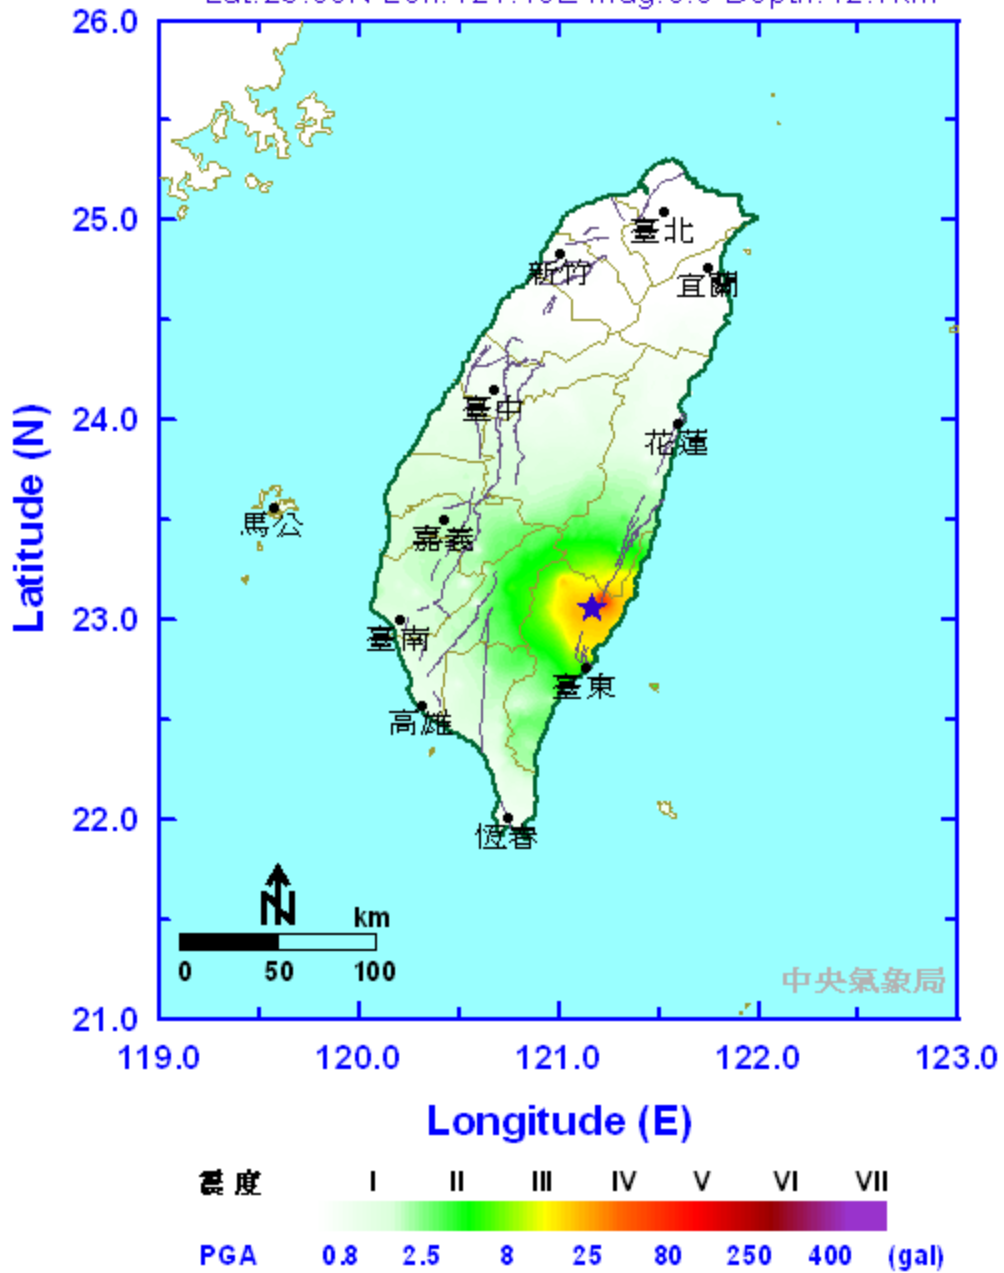 26.0
25.0
臺北
新竹
宜蘭
24.0
臺中
花蓮
馬公
嘉義
23.0
臺南
臺東
高雄
22.0
恆春
N
km
0 50 100
中央氣象局
21.0
119.0 120.0 121.0 122.0 123.0
Latitude (N)
Longitude (E)
震度 I II III IV V VI VII
PGA 0.8 2.5 8 25 80 250 400 (gal)